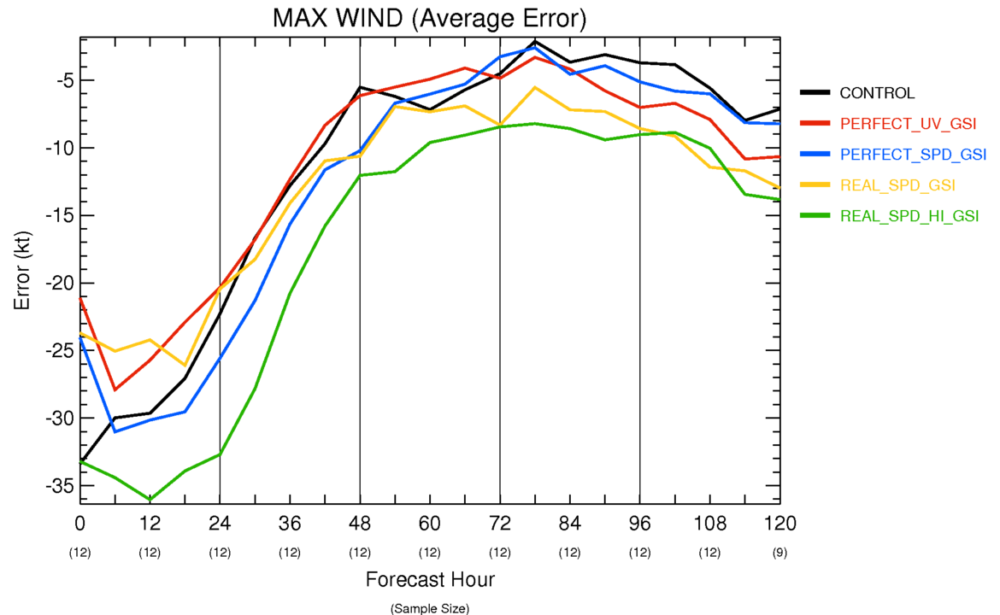 MAX WIND (Average Error)
-5
-10
-15
-20
-25
-30
-35
Error (kt)
0 12 24 36 48 60 72 84 96 108 120
(12) (12) (12) (12) (12) (12) (12) (12) (12) (12) (9)
Forecast Hour
(Sample Size)
CONTROL
PERFECT_UV_GSI
PERFECT_SPD_GSI
REAL_SPD_GSI
REAL_SPD_HI_GSI